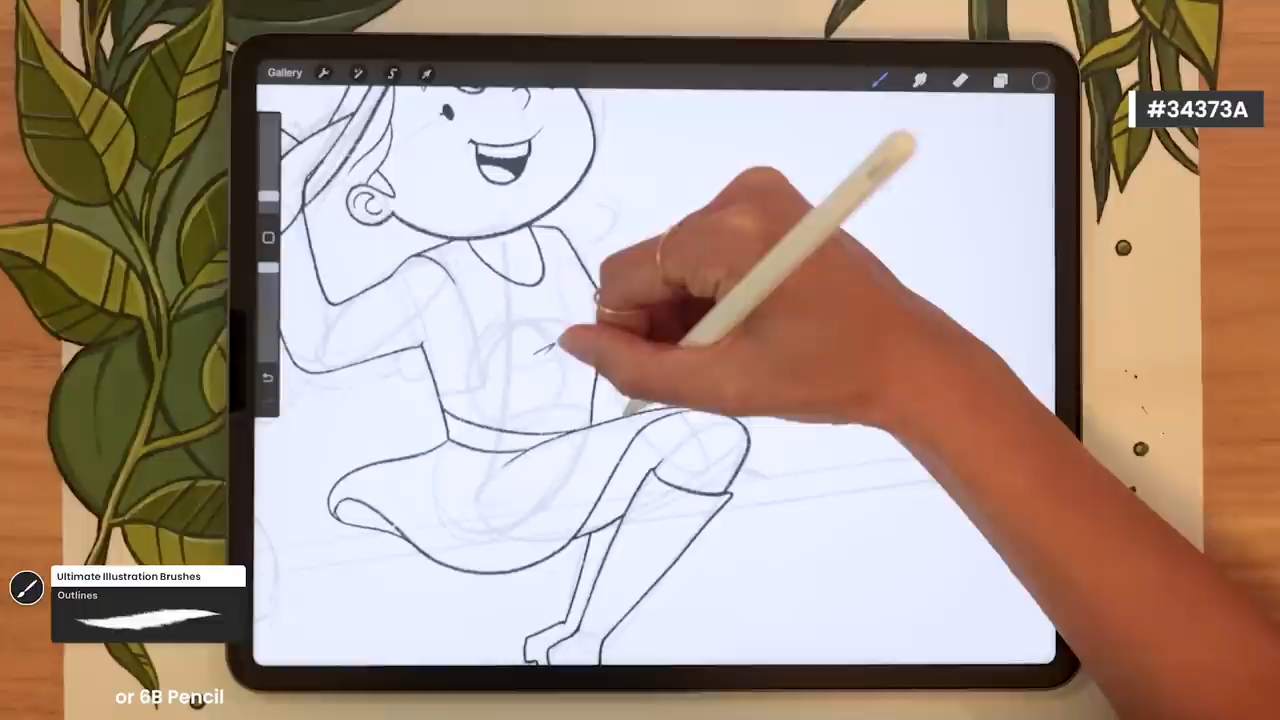 Gallery
#34373A
Ultimate Illustration Brushes
Outlines
or 6B Pencil